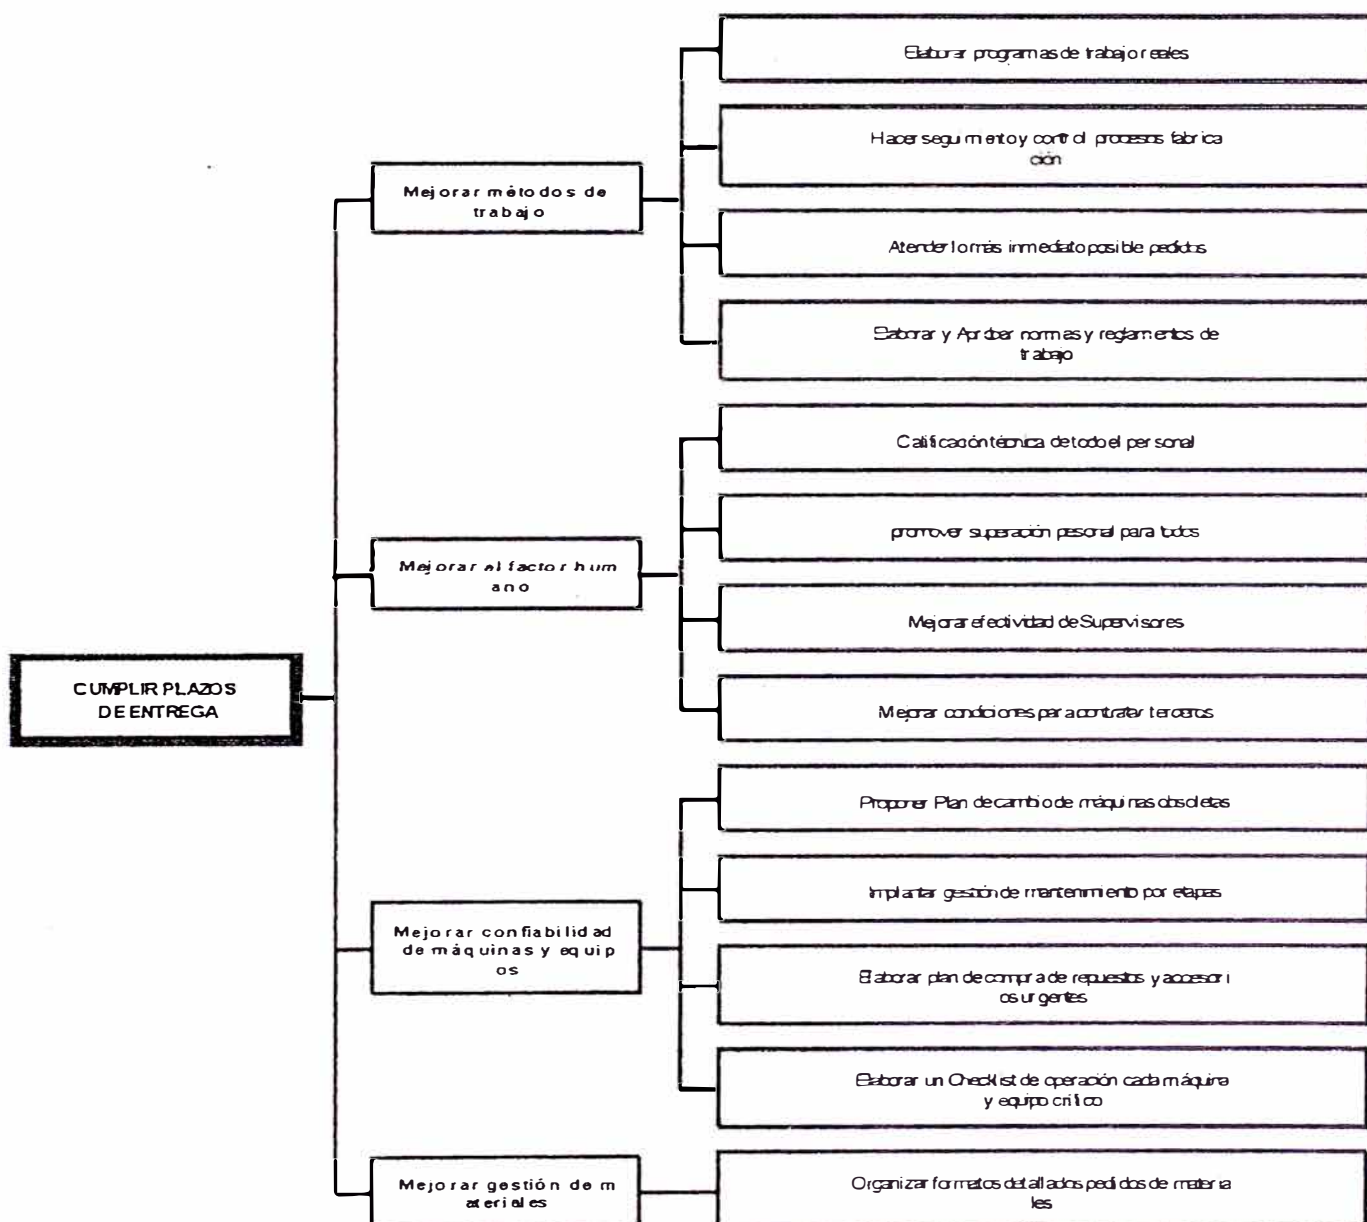 Elaborar programas de trabajo reales
Hacer seguimiento y control procesos fabrica
ción
Mejorar métodos de
trabajo
Atender lo más inmediato posible pedidos
Elaborar y Aprobar normas y reglamentos de
trabajo
Calificación técnica de todo el personal
promover superación pesonal para todos
Mejorar el factor hum
ano
Mejorar efectividad de Supervisores
CUMPLIR PLAZOS
DE ENTREGA
Mejorar condiciones para contratar terceros
Proponer Plan de cambio de máquinas obsoletas
Implantar gestión de mantenimiento por etapas
Mejorar confiabilidad
de máquinas y equip
os
Elaborar plan de compra de repuestos y accesori
os urgentes
Elaborar un Checklist de operación cada máquina
y equipo crítico
Mejorar gestión de m
ateriales
Organizar formatos detallados pedidos de materia
les